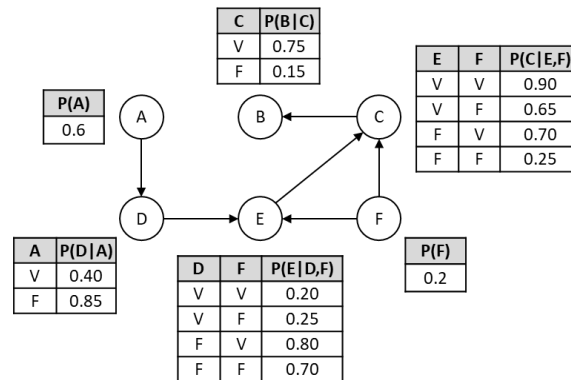 C P(B|C)
V 0.75
F 0.15
E F P(C|E,F)
V V 0.90
V F 0.65
F V 0.70
F F 0.25
P(A)
0.6
A
B
C
D
E
F
A P(D|A)
V 0.40
F 0.85
D F P(E|D,F)
V V 0.20
V F 0.25
F V 0.80
F F 0.70
P(F)
0.2